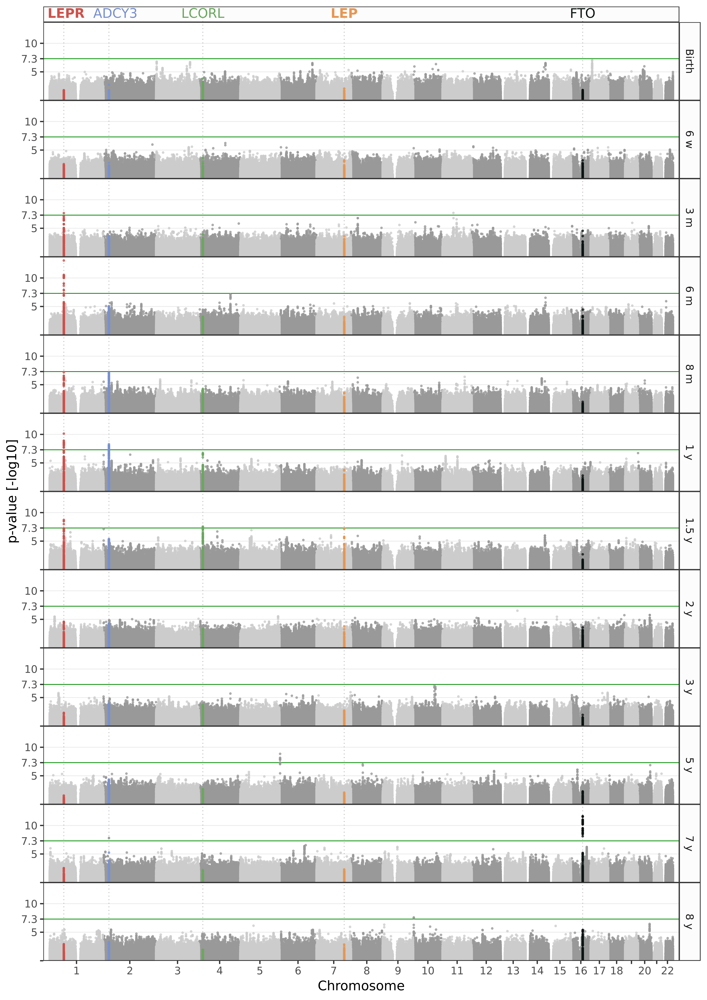 LEPR ADCY3 LCORL LEP FTO
10
7.3
5
Birth
10
7.3
5
6 w
10
7.3
5
3 m
10
7.3
5
6 m
10
7.3
5
8 m
10
7.3
5
1 y
10
7.3
5
1.5 y
10
7.3
5
2 y
10
7.3
5
3 y
10
7.3
5
5 y
10
7.3
5
7 y
10
7.3
5
8 y
p-value [-log10]
1 2 3 4 5 6 7 8 9 10 11 12 13 14 15 16 17 18 20 22
Chromosome